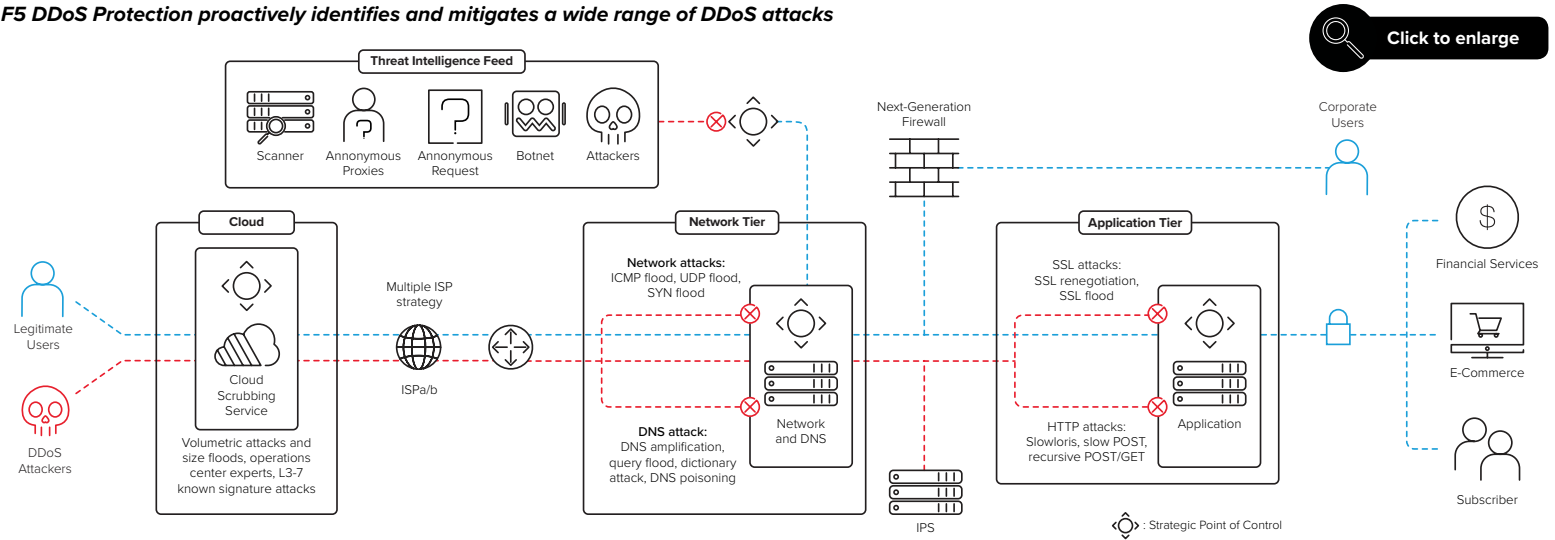 F5 DDoS Protection proactively identifies and mitigates a wide range of DDoS attacks
Click to enlarge
Threat Intelligence Feed
Scanner
Annonymous
Proxies
Annonymous
Request
Botnet
Attackers
Next-Generation
Firewall
Corporate
Users
Cloud
Network Tier
Application Tier
Legitimate
Users
DDoS
Attackers
Cloud
Scrubbing
Service
Volumetric attacks and
size floods, operations
center experts, L3-7
known signature attacks
Multiple ISP
strategy
ISPa/b
Network attacks:
ICMP flood, UDP flood,
SYN flood
DNS attack:
DNS amplification,
query flood, dictionary
attack, DNS poisoning
Network
and DNS
IPS
SSL attacks:
SSL renegotiation,
SSL flood
HTTP attacks:
Slowloris, slow POST,
recursive POST/GET
Application
$
Financial Services
E-Commerce
Subscriber
: Strategic Point of Control